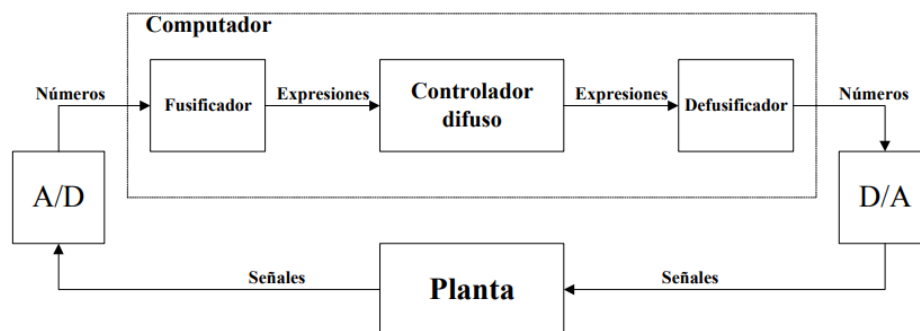 Computador
Números
Fusificador
Expresiones
Controlador
difuso
Expresiones
Defusificador
Números
A/D
D/A
Señales
Planta
Señales